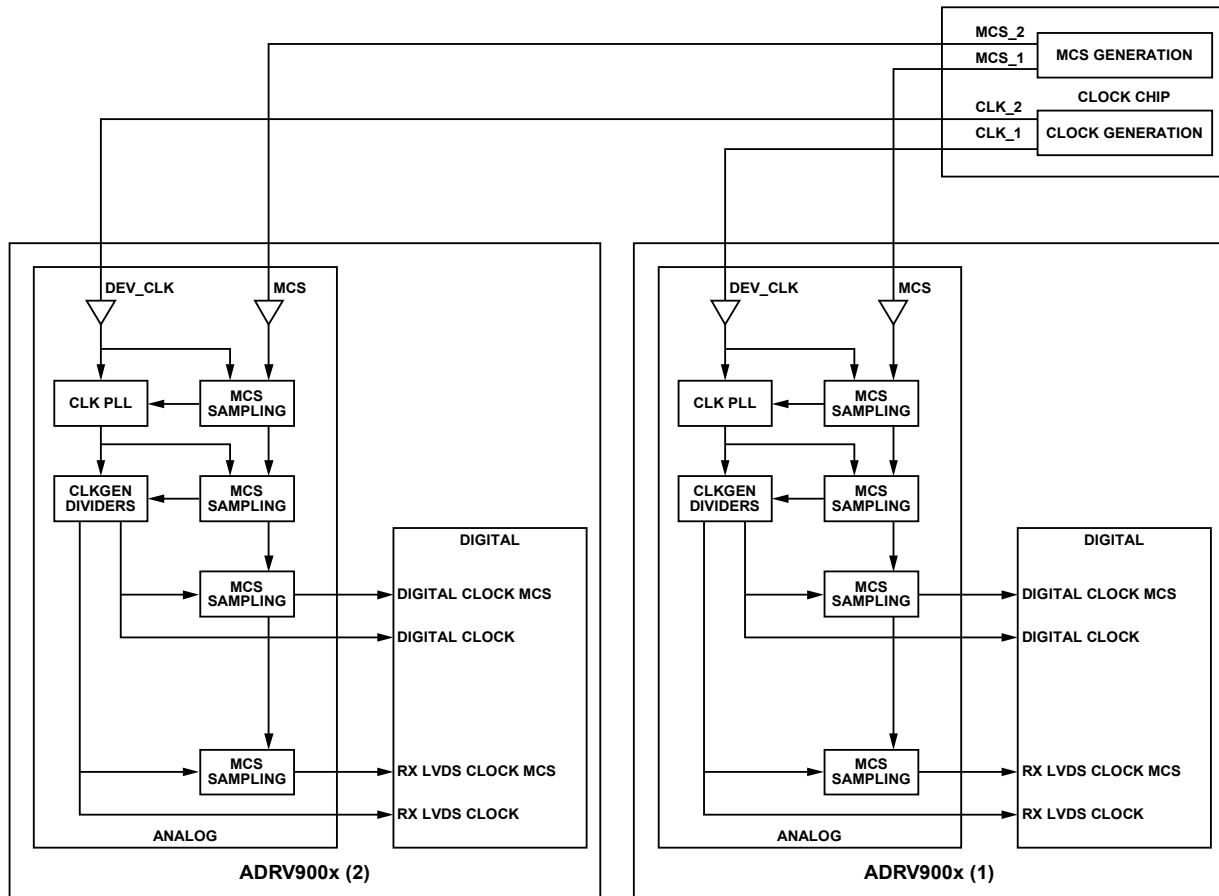 MCS_2
MCS GENERATION
MCS_1
CLOCK CHIP
CLK_2
CLOCK GENERATION
CLK_1
DEV_CLK
MCS
CLK PLL
MCS
SAMPLING
CLKGEN
DIVIDERS
MCS
SAMPLING
DIGITAL
MCS
SAMPLING
DIGITAL CLOCK MCS
DIGITAL CLOCK
MCS
SAMPLING
RX LVDS CLOCK MCS
RX LVDS CLOCK
ANALOG
ADRV900x (2)
DEV_CLK
MCS
CLK PLL
MCS
SAMPLING
CLKGEN
DIVIDERS
MCS
SAMPLING
DIGITAL
MCS
SAMPLING
DIGITAL CLOCK MCS
DIGITAL CLOCK
MCS
SAMPLING
RX LVDS CLOCK MCS
RX LVDS CLOCK
ANALOG
ADRV900x (1)